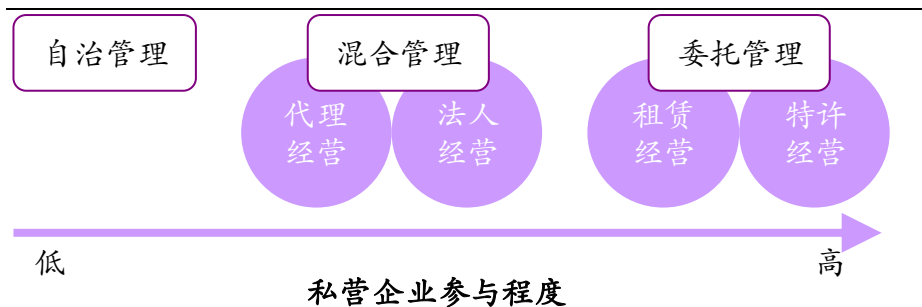 自治管理
混合管理
委托管理
代理
经营
法人
经营
租赁
经营
特许
经营
低
高
私营企业参与程度